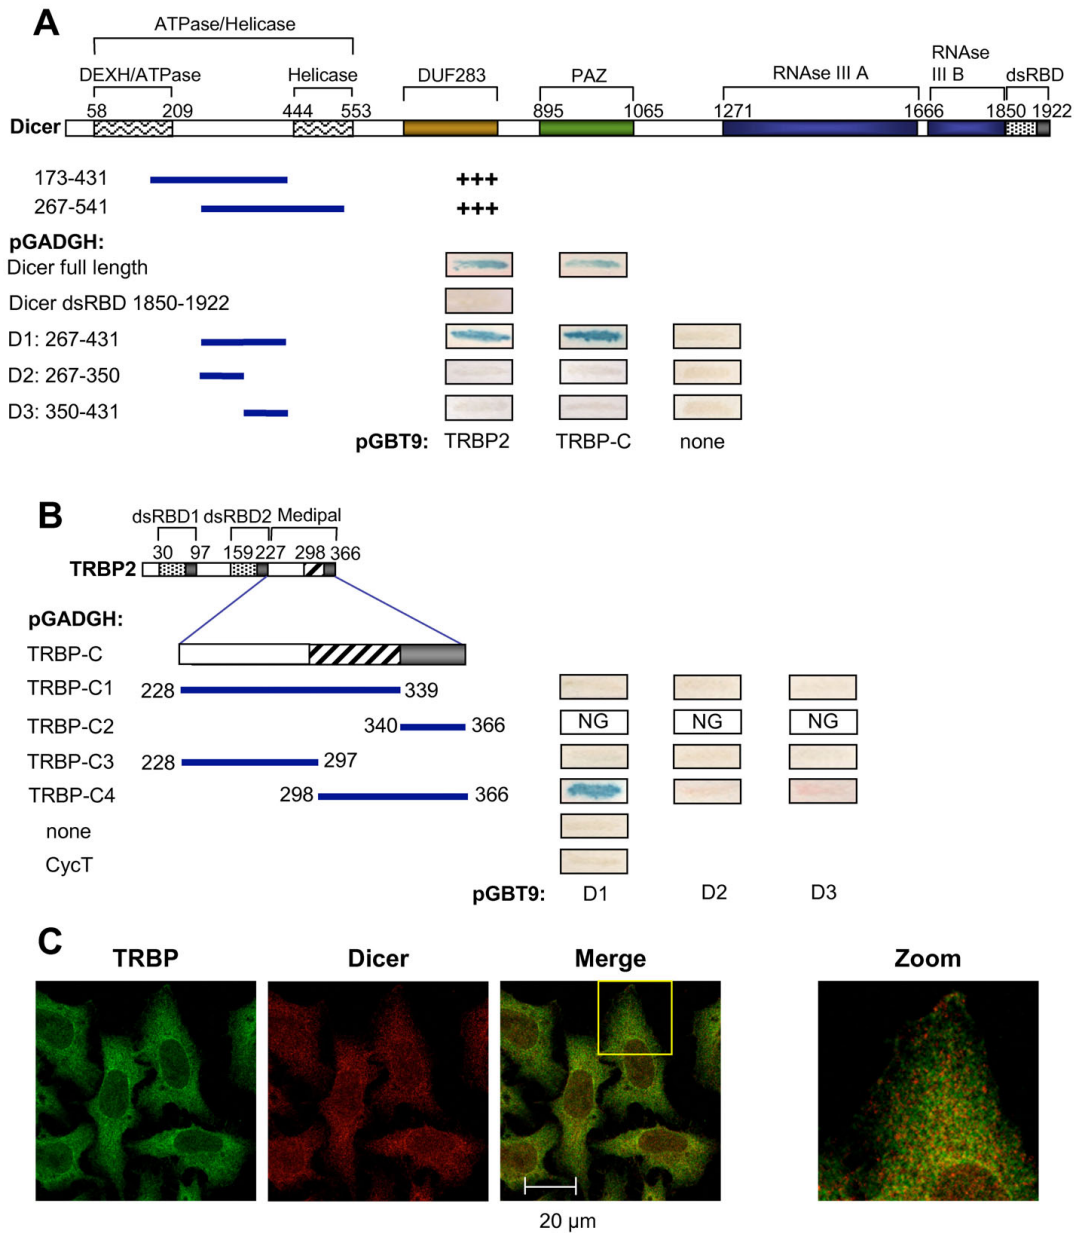 A
ATPase/Helicase
DEXH/ATPase Helicase DUF283 PAZ RNAse III A RNAse III B dsRBD
58 209 444 553 895 1065 1271 1666 1850 1922
Dicer
173-431 +++
267-541 +++
pGADGH:
Dicer full length
Dicer dsRBD 1850-1922
D1: 267-431
D2: 267-350
D3: 350-431
pGBT9: TRBP2 TRBP-C none
B
dsRBD1 dsRBD2 Medipal
30 97 159 227 298 366
TRBP2
pGADGH:
TRBP-C
TRBP-C1 228 339
TRBP-C2 340 366 NG NG NG
TRBP-C3 228 297
TRBP-C4 298 366
none
CycT
pGBT9: D1 D2 D3
C
TRBP Dicer Merge Zoom
20 µm